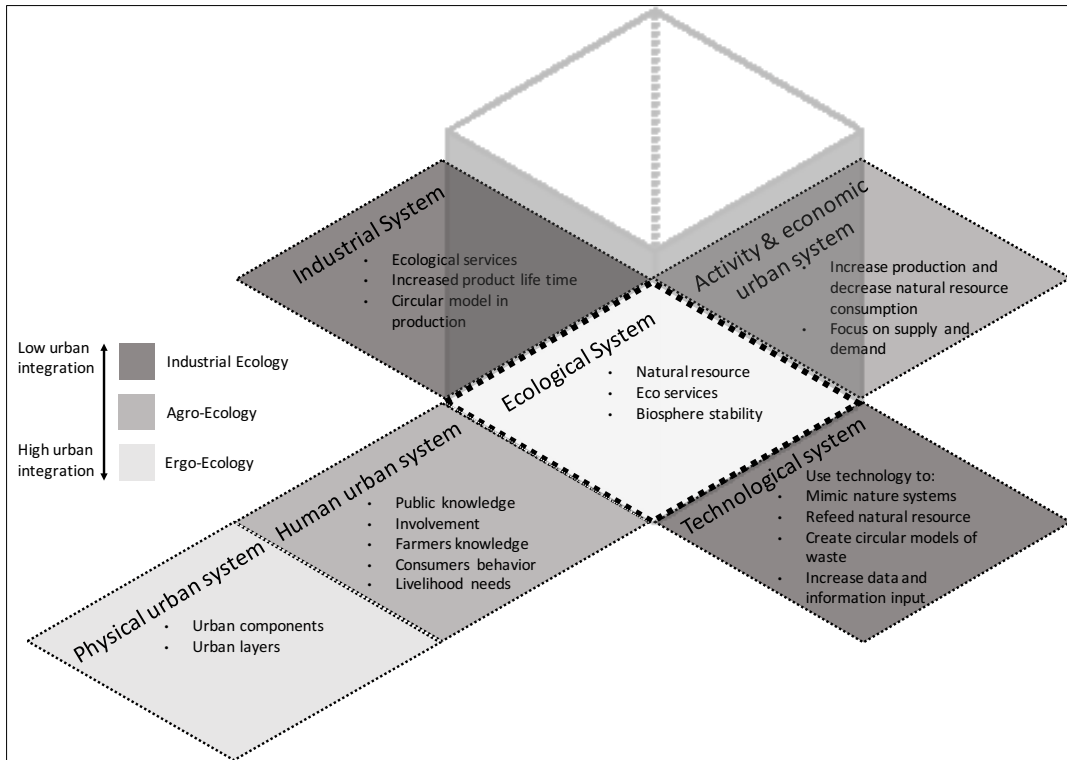 Industrial System
• Ecological services
• Increased product life time
• Circular model in
production
Activity & economic
urban system
• Increase production and
decrease natural resource
consumption
• Focus on supply and
demand
Ecological System
• Natural resource
• Eco services
• Biosphere stability
Low urban
integration
Industrial Ecology
Agro-Ecology
High urban
integration
Ergo-Ecology
Human urban system
• Public knowledge
• Involvement
• Farmers knowledge
• Consumers behavior
• Livelihood needs
Technological system
• Use technology to:
• Mimic nature systems
• Refeed natural resource
• Create circular models of
waste
• Increase data and
information input
Physical urban system
• Urban components
• Urban layers